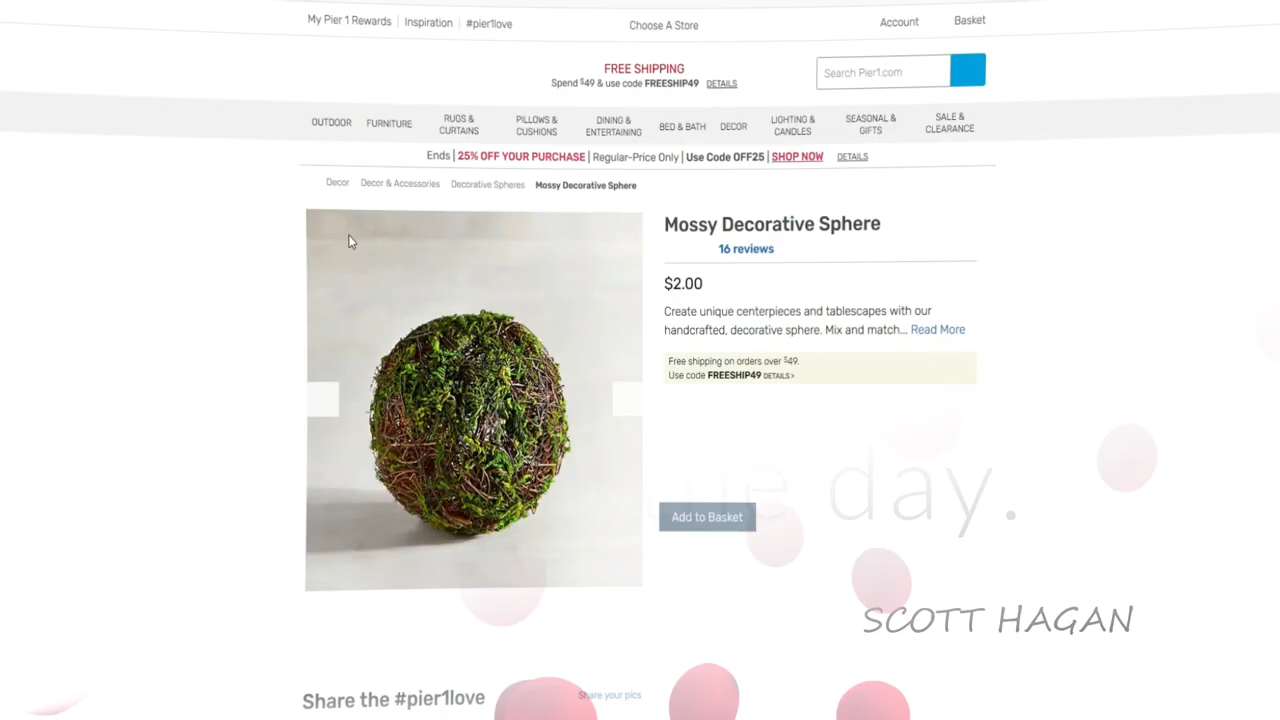 My Pier 1 Rewards Inspiration #pier1love Choose A Store Account Basket
FREE SHIPPING
Spend $49 & use code FREESHIP49 DETAILS
Search Pier1.com
OUTDOOR FURNITURE RUGS & CURTAINS PILLOWS & CUSHIONS DINING & ENTERTAINING BED & BATH DECOR LIGHTING & CANDLES SEASONAL & GIFTS SALE & CLEARANCE
Ends | 25% OFF YOUR PURCHASE | Regular-Price Only | Use Code OFF25 | SHOP NOW DETAILS
Decor Decor & Accessories Decorative Spheres Mossy Decorative Sphere
Mossy Decorative Sphere
16 reviews
$2.00
Create unique centerpieces and tablescapes with our
handcrafted, decorative sphere. Mix and match... Read More
Free shipping on orders over $49.
Use code FREESHIP49 DETAILS >
day.
Add to Basket
SCOTT HAGAN
Share the #pier1love Share your pics